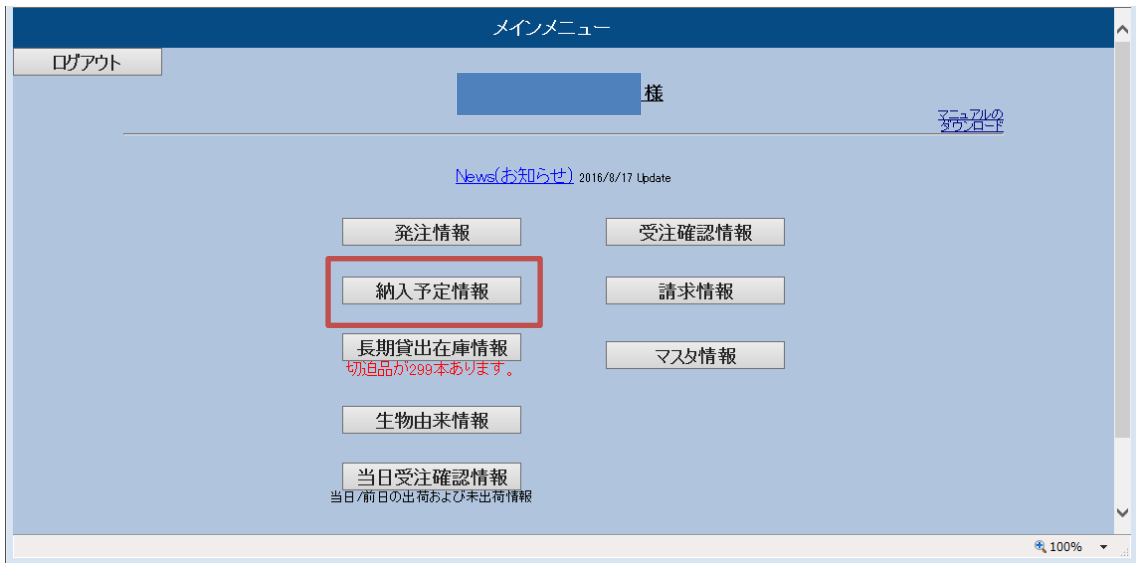 メインメニュー
ログアウト
様
マニュアルの
ダウンロード
News(お知らせ) 2016/8/17 Update
発注情報
受注確認情報
納入予定情報
請求情報
長期貸出在庫情報
切迫品が299本あります。
マスタ情報
生物由来情報
当日受注確認情報
当日/前日の出荷および未出荷情報
100%